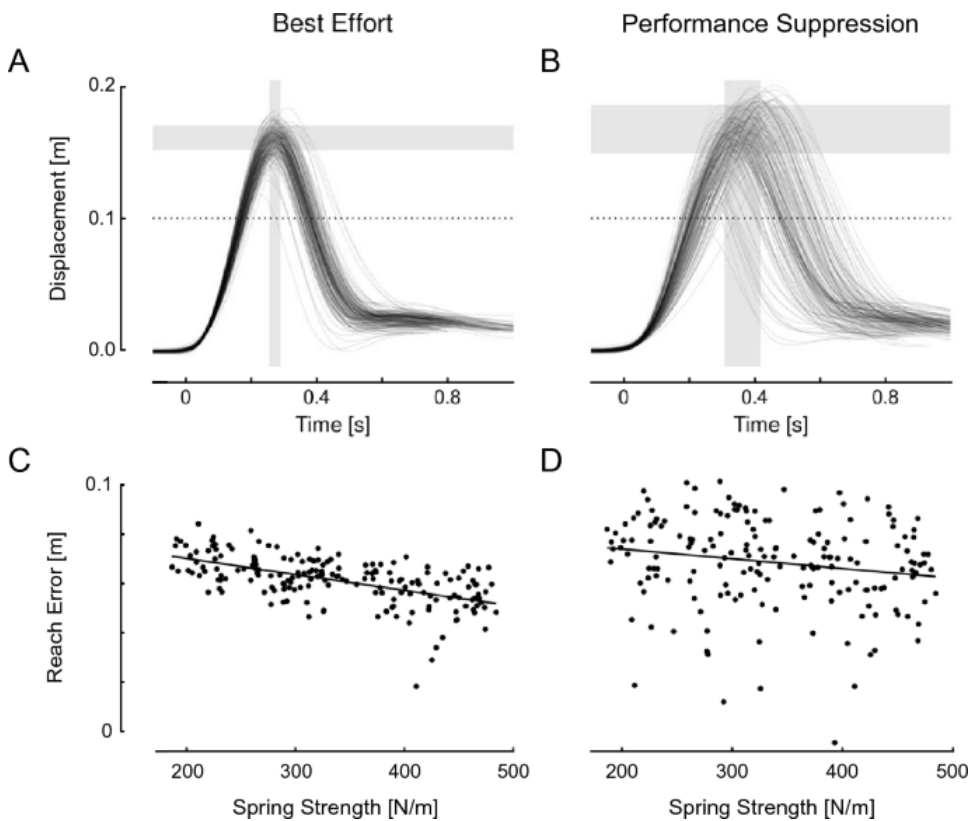 Best Effort
Performance Suppression
A
B
0.2
0.1
0.0
Displacement [m]
0
0.4
0.8
Time [s]
0
0.4
0.8
Time [s]
C
D
0.1
0
Reach Error [m]
200
300
400
500
Spring Strength [N/m]
200
300
400
500
Spring Strength [N/m]